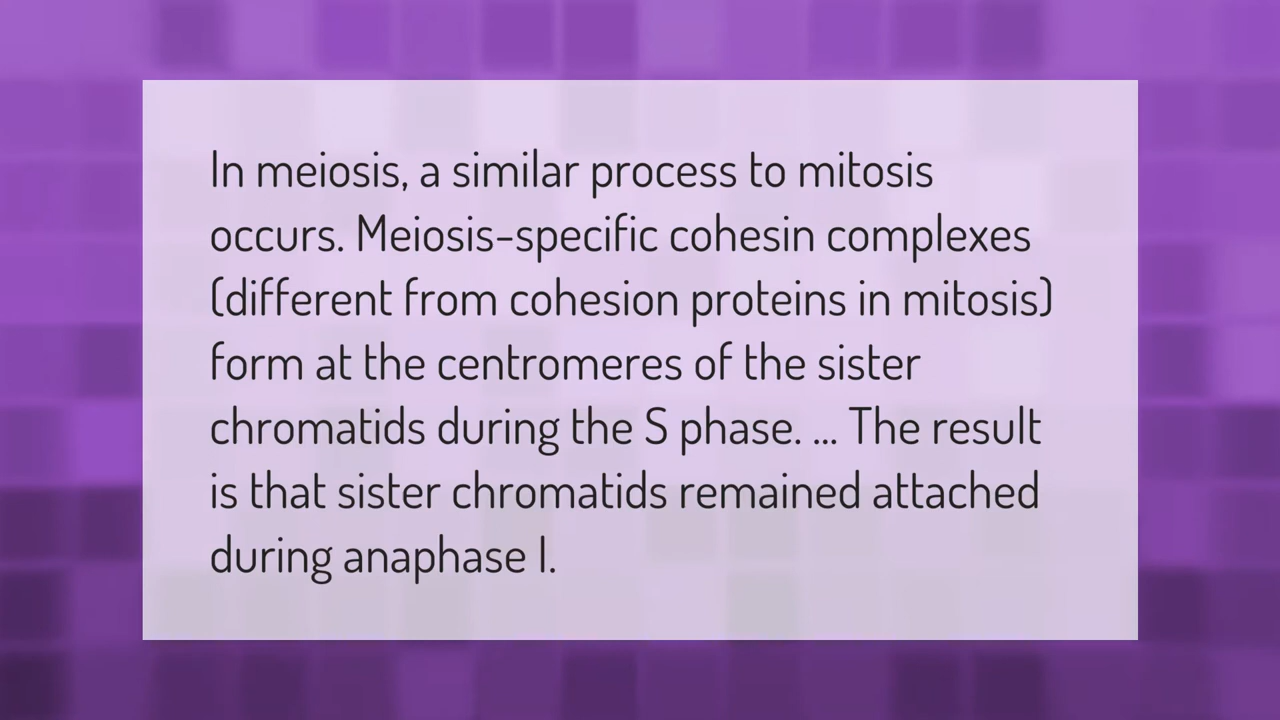 In meiosis, a similar process to mitosis
occurs. Meiosis-specific cohesin complexes
(different from cohesion proteins in mitosis)
form at the centromeres of the sister
chromatids during the S phase. ... The result
is that sister chromatids remained attached
during anaphase I.